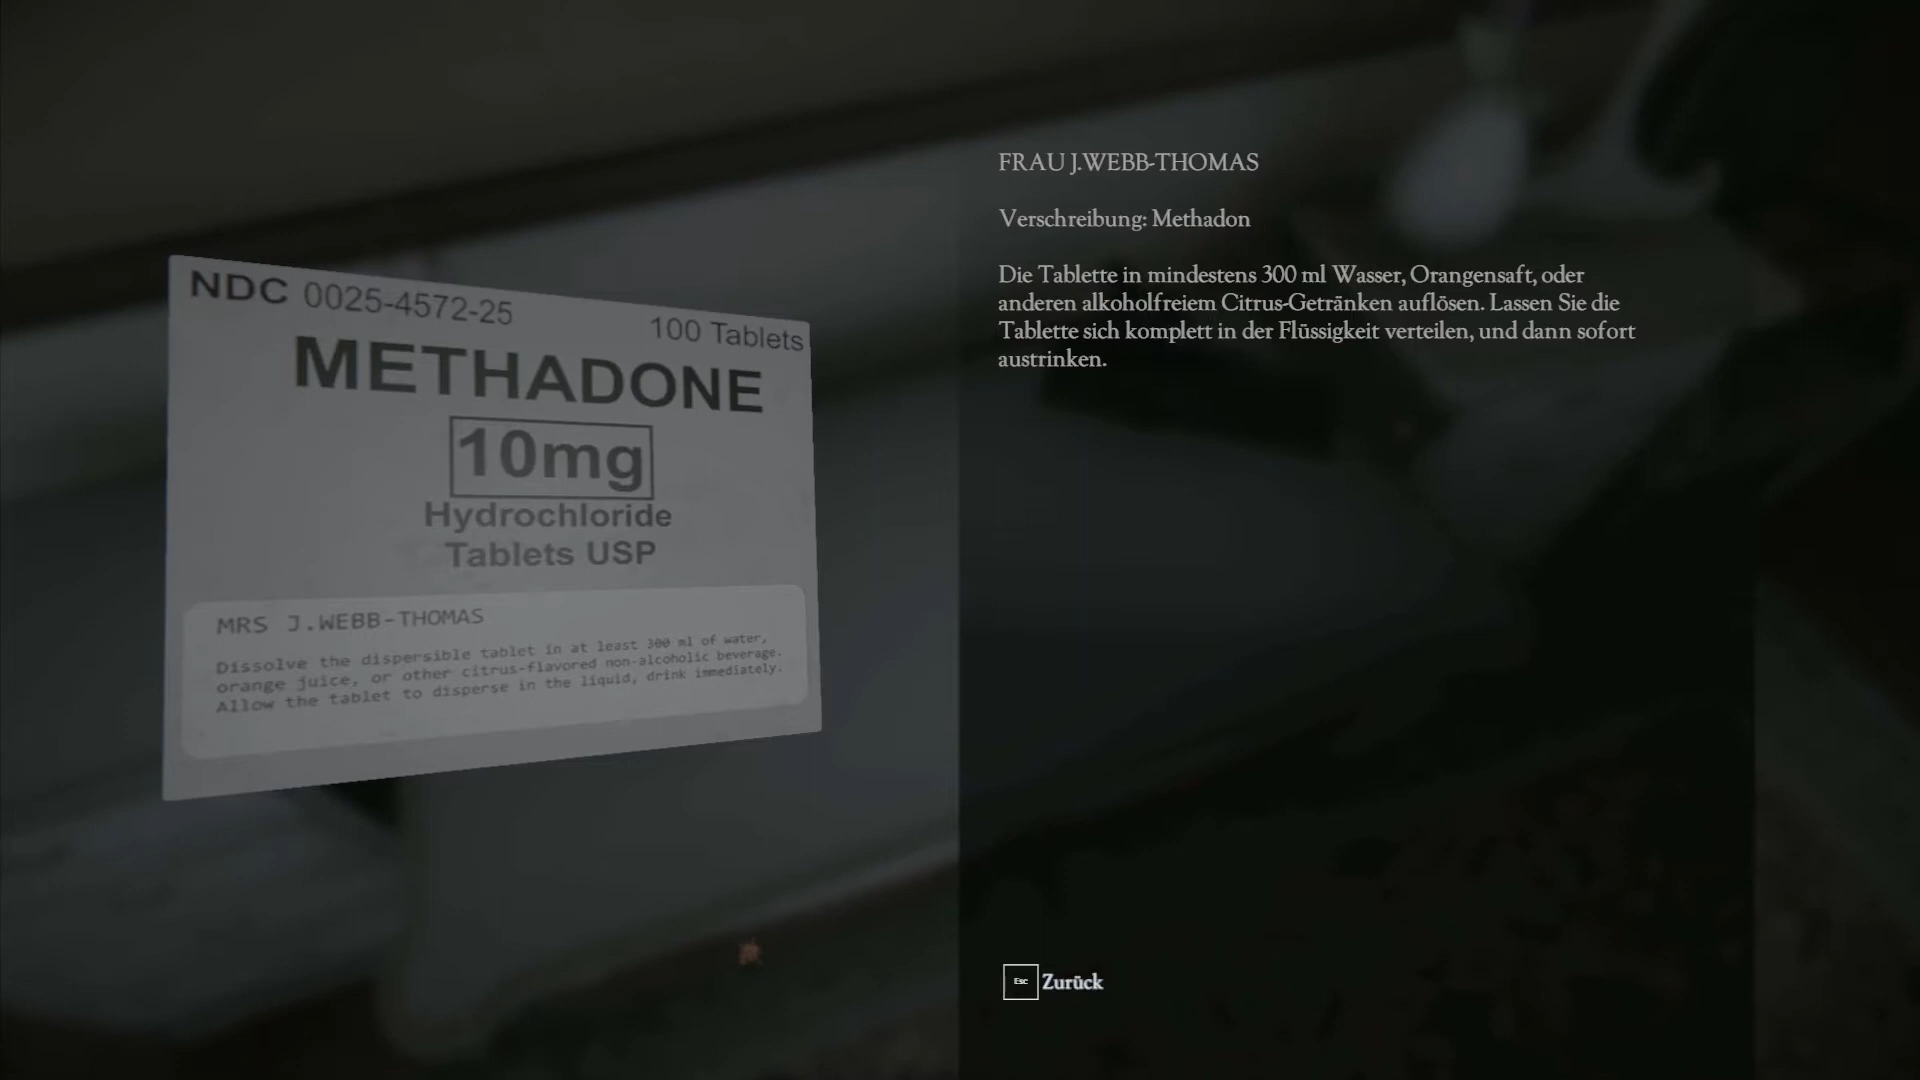 NDC 0025-4572-25
100 Tablets
METHADONE
10mg
Hydrochloride
Tablets USP
MRS J.WEBB-THOMAS
Dissolve the dispersible tablet in at least 300 ml of water,
orange juice, or other citrus-flavored non-alcoholic beverage.
Allow the tablet to disperse in the liquid, drink immediately.
FRAU J.WEBB-THOMAS
Verschreibung: Methadon
Die Tablette in mindestens 300 ml Wasser, Orangensaft, oder
anderen alkoholfreiem Citrus-Getränken auflösen. Lassen Sie die
Tablette sich komplett in der Flüssigkeit verteilen, und dann sofort
austrinken.
Esc Zurück